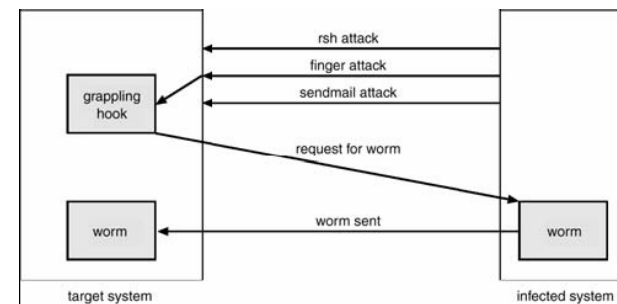 rsh attack
finger attack
sendmail attack
grappling
hook
request for worm
worm
worm sent
worm
target system
infected system